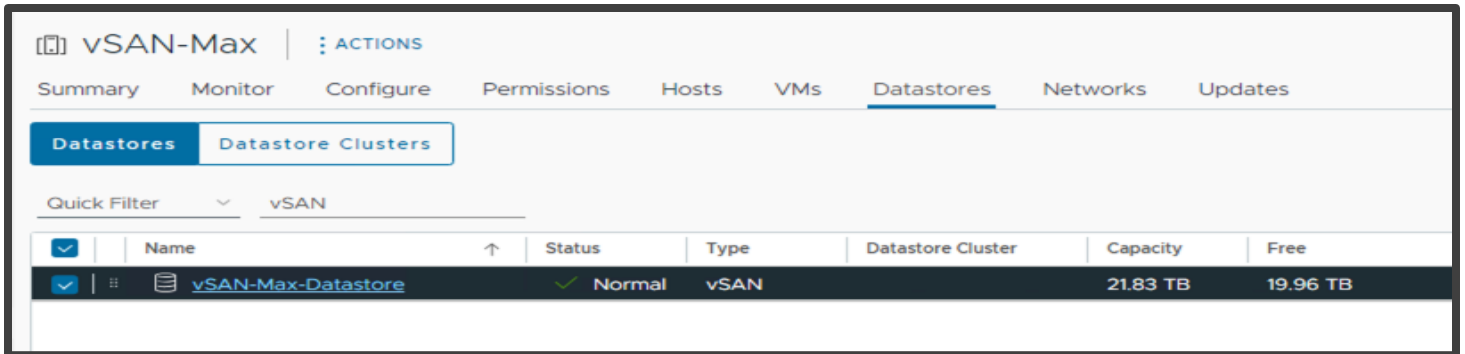 vSAN-Max ACTIONS
Summary Monitor Configure Permissions Hosts VMs Datastores Networks Updates
Datastores Datastore Clusters
Quick Filter vSAN
Name Status Type Datastore Cluster Capacity Free
vSAN-Max-Datastore Normal vSAN 21.83 TB 19.96 TB